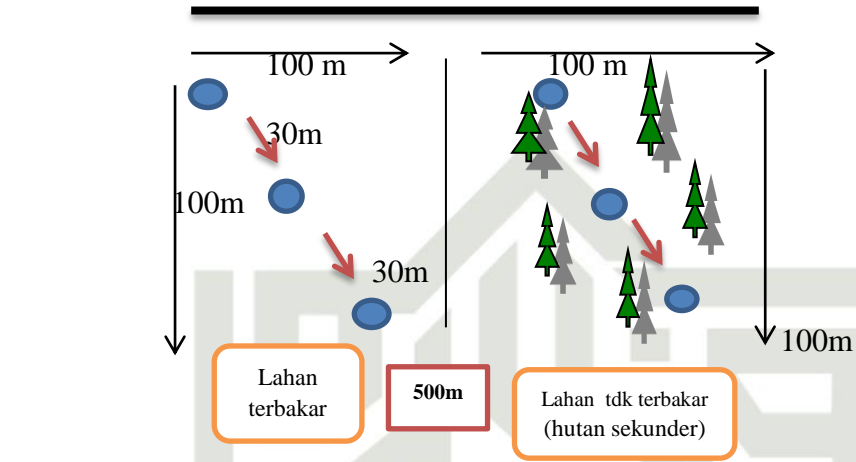 100 m
100 m
30m
100m
30m
100m
Lahan
terbakar
500m
Lahan tdk terbakar
(hutan sekunder)